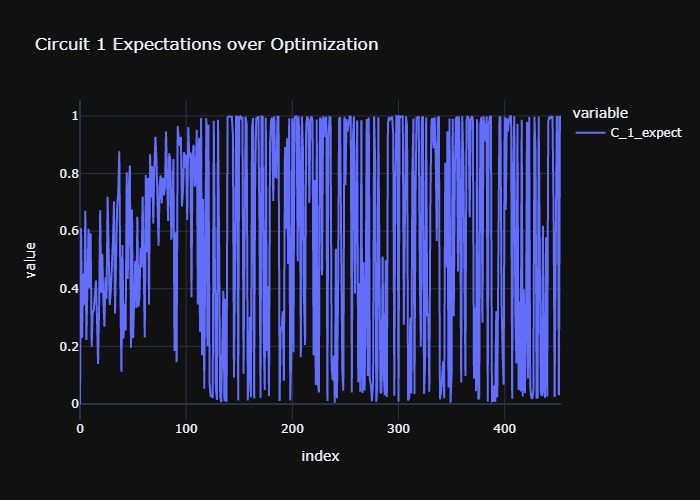 Circuit 1 Expectations over Optimization
variable
C_1_expect
value
1
0.8
0.6
0.4
0.2
0
0 100 200 300 400
index